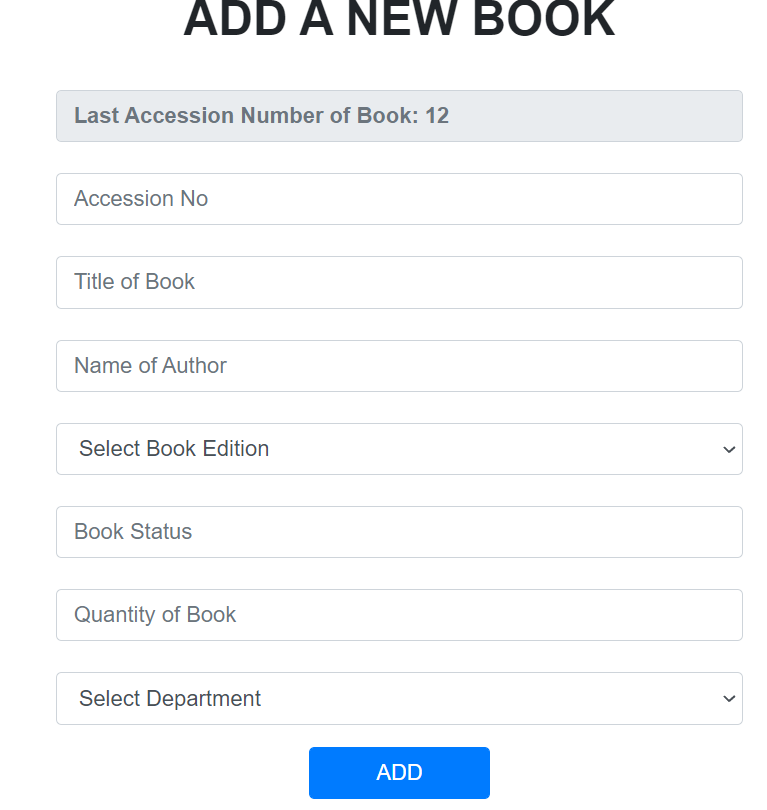 ADD A NEW BOOK
Last Accession Number of Book: 12
Accession No
Title of Book
Name of Author
Select Book Edition
Book Status
Quantity of Book
Select Department
ADD